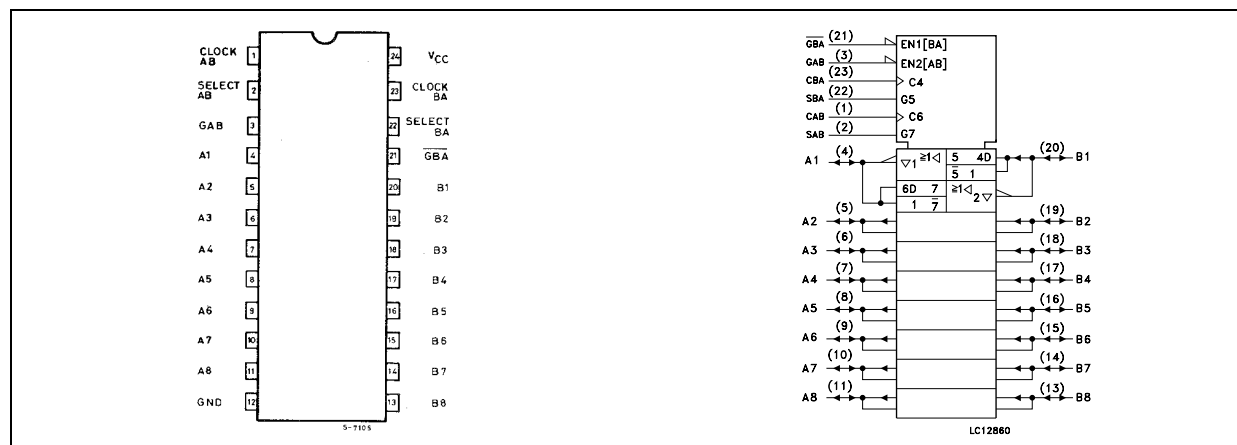 CLOCK AB 1
SELECT AB 2
GAB 3
A1 4
A2 5
A3 6
A4 7
A5 8
A6 9
A7 10
A8 11
GND 12
24 VCC
23 CLOCK BA
22 SELECT BA
21 G̅B̅A̅
20 B1
19 B2
18 B3
17 B4
16 B5
15 B6
14 B7
13 B8
S-7105
G̅B̅A̅ (21) EN1[BA]
GAB (3) EN2[AB]
CBA (23) C4
SBA (22) G5
CAB (1) C6
SAB (2) G7
A1 (4) ▽1 ≥1◁ 5 4D (20) B1
5̅ 1
6D 7 ≥1◁ 2▽
1 7̅
A2 (5) (19) B2
A3 (6) (18) B3
A4 (7) (17) B4
A5 (8) (16) B5
A6 (9) (15) B6
A7 (10) (14) B7
A8 (11) (13) B8
LC12860